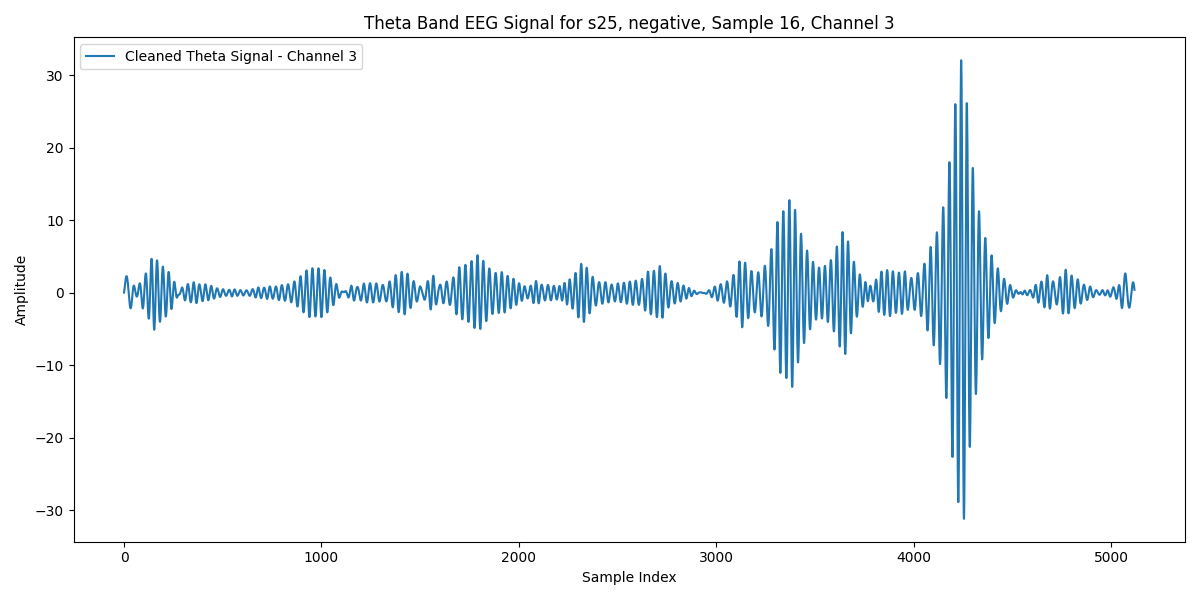 Theta Band EEG Signal for s25, negative, Sample 16, Channel 3
Cleaned Theta Signal - Channel 3
Amplitude
30
20
10
0
−10
−20
−30
0 1000 2000 3000 4000 5000
Sample Index